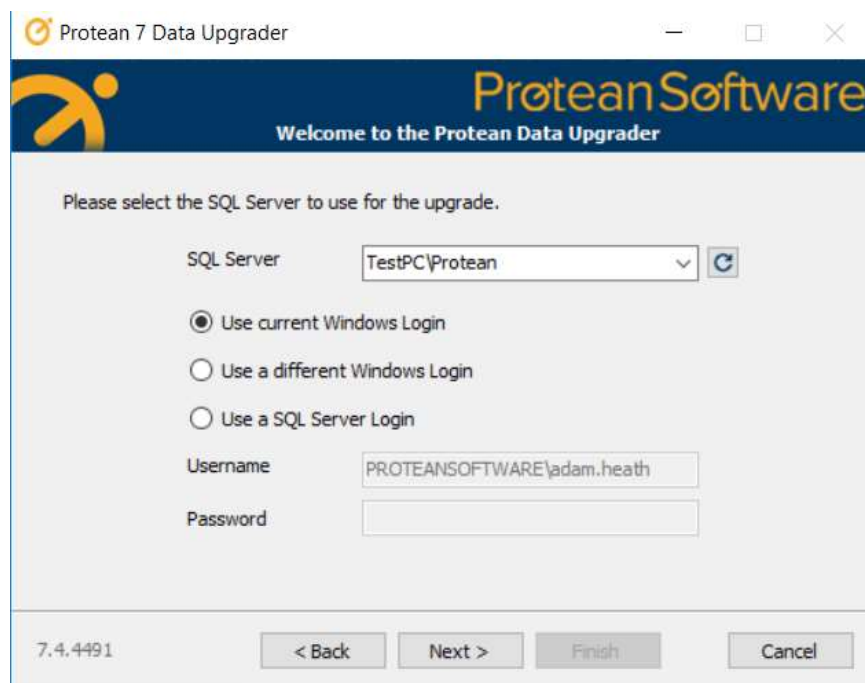 Protean 7 Data Upgrader
Protean Software
Welcome to the Protean Data Upgrader
Please select the SQL Server to use for the upgrade.
SQL Server
TestPC\Protean
Use current Windows Login
Use a different Windows Login
Use a SQL Server Login
Username
PROTEANSOFTWARE\adam.heath
Password
7.4.4491
< Back
Next >
Finish
Cancel